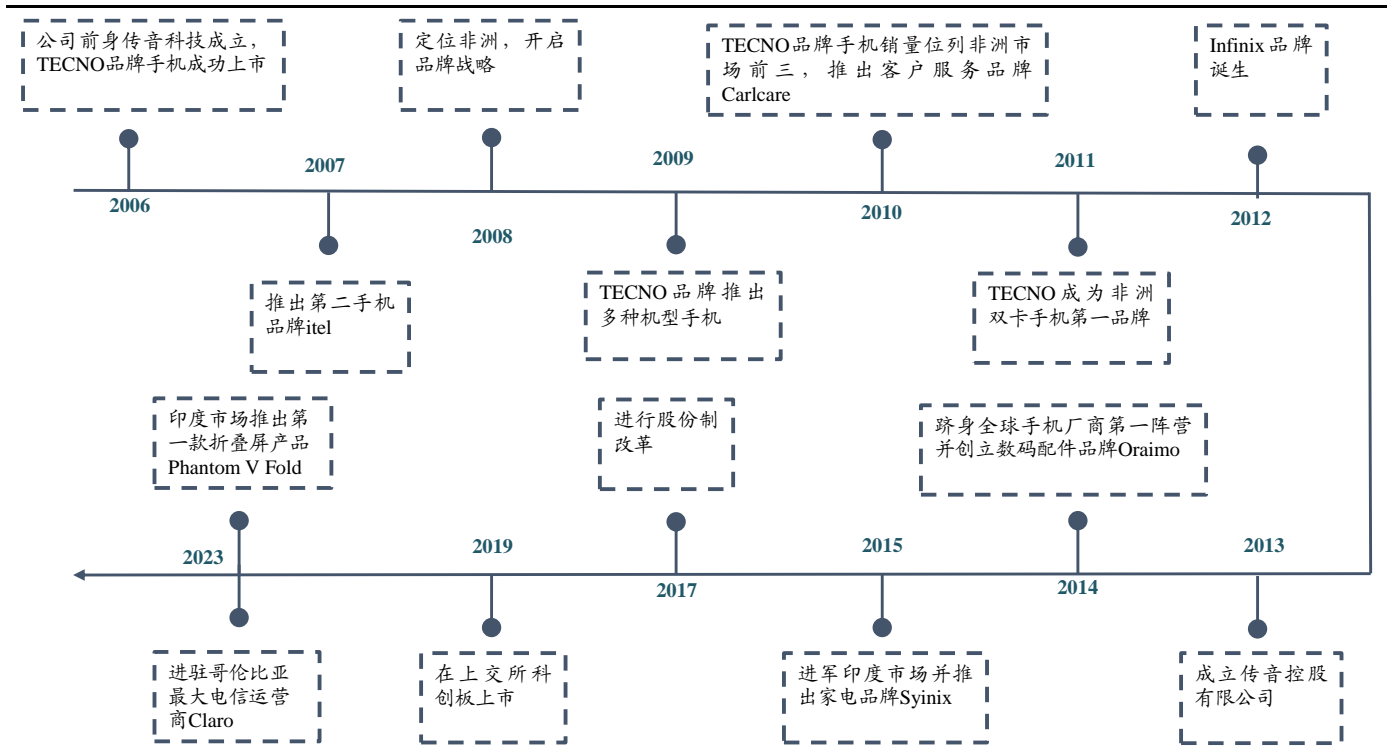 公司前身传音科技成立，
TECNO品牌手机成功上市
定位非洲，开启
品牌战略
TECNO品牌手机销量位列非洲市
场前三，推出客户服务品牌
Carlcare
Infinix品牌
诞生
2007
2009
2011
2006
2008
2010
2012
推出第二手机
品牌itel
TECNO品牌推出
多种机型手机
TECNO成为非洲
双卡手机第一品牌
印度市场推出第
一款折叠屏产品
Phantom V Fold
进行股份制
改革
跻身全球手机厂商第一阵营
并创立数码配件品牌Oraimo
2023
2019
2015
2013
2017
2014
进驻哥伦比亚
最大电信运营
商Claro
在上交所科
创板上市
进军印度市场并推
出家电品牌Syinix
成立传音控股
有限公司